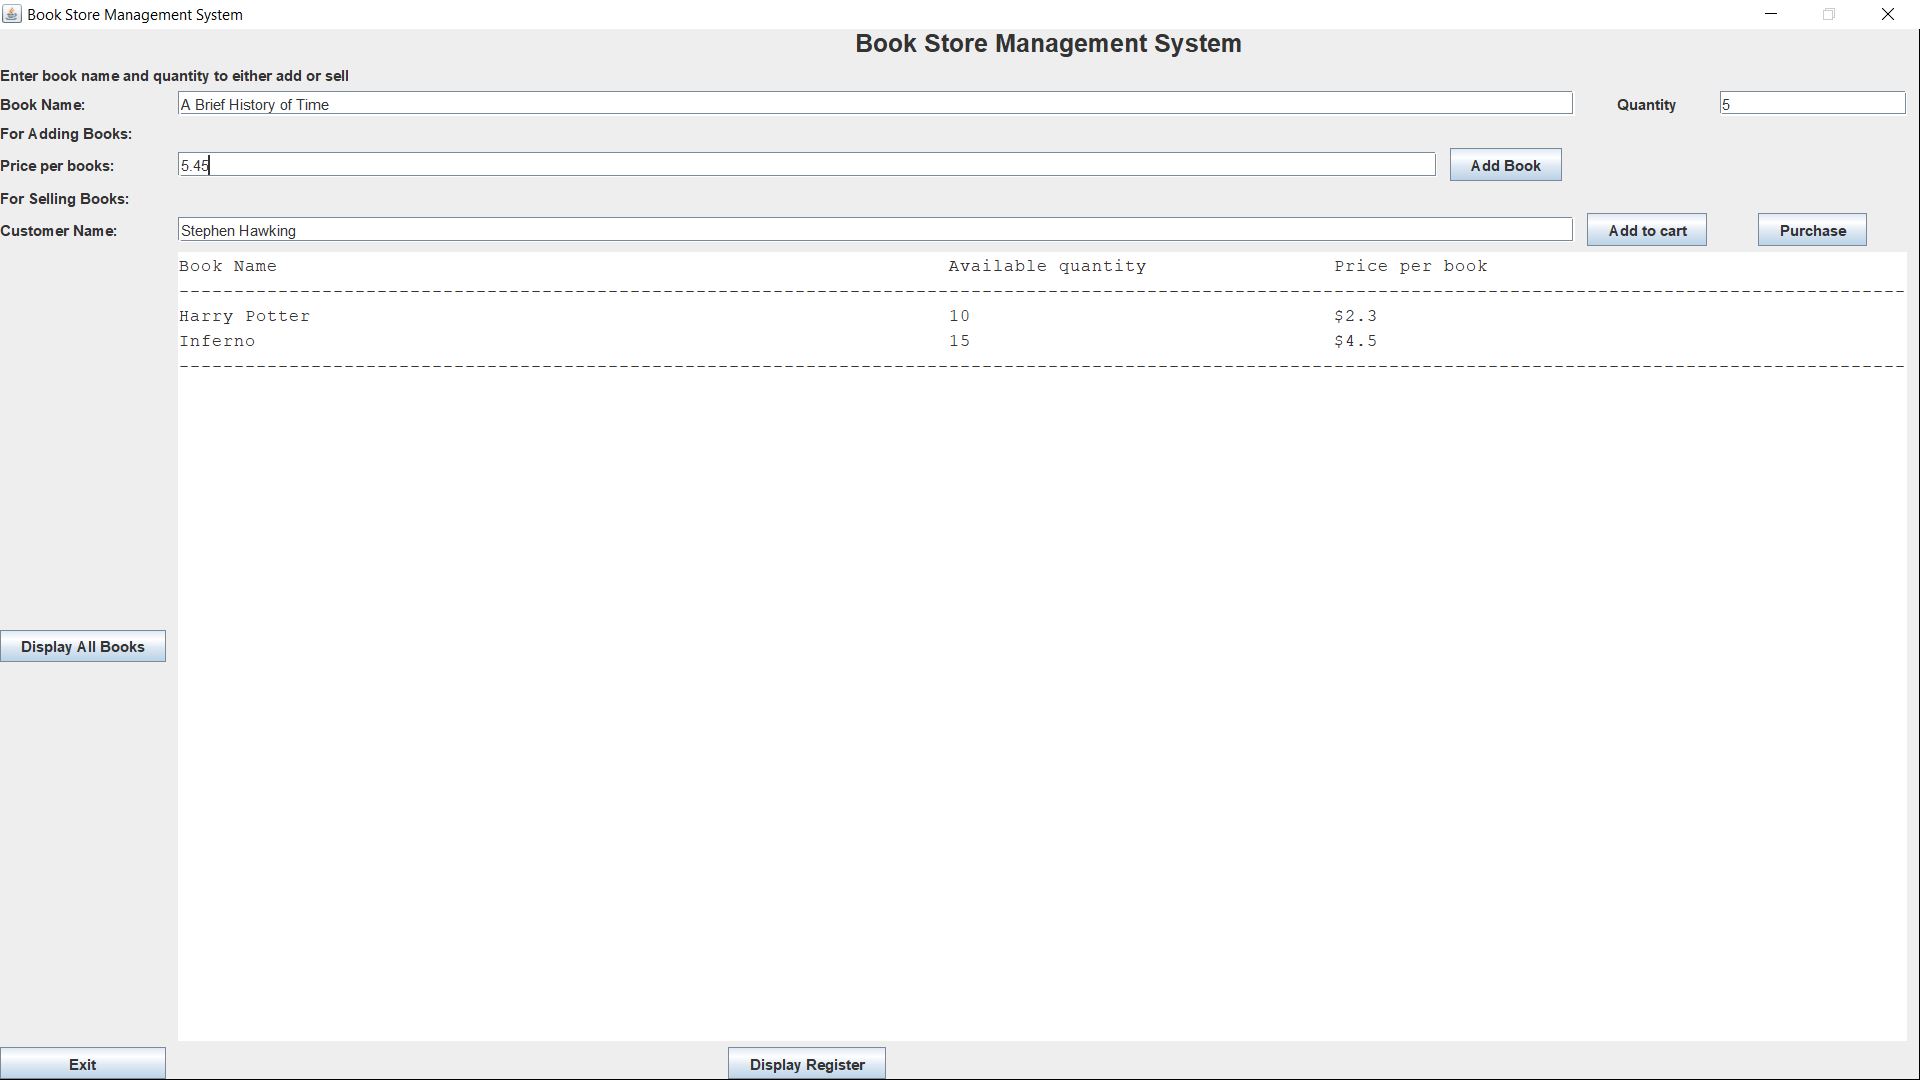 Book Store Management System
Book Store Management System
Enter book name and quantity to either add or sell
Book Name: A Brief History of Time Quantity 5
For Adding Books:
Price per books: 5.45 Add Book
For Selling Books:
Customer Name: Stephen Hawking Add to cart Purchase
Book Name Available quantity Price per book
Harry Potter 10 $2.3
Inferno 15 $4.5
Display All Books
Exit Display Register